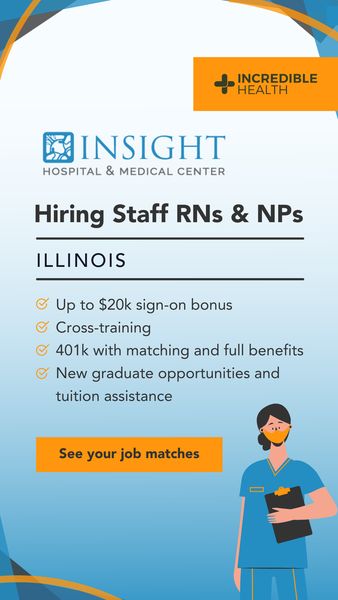 INCREDIBLE
HEALTH
INSIGHT
HOSPITAL & MEDICAL CENTER
Hiring Staff RNs & NPs
ILLINOIS
Up to $20k sign-on bonus
Cross-training
401k with matching and full benefits
New graduate opportunities and
tuition assistance
See your job matches